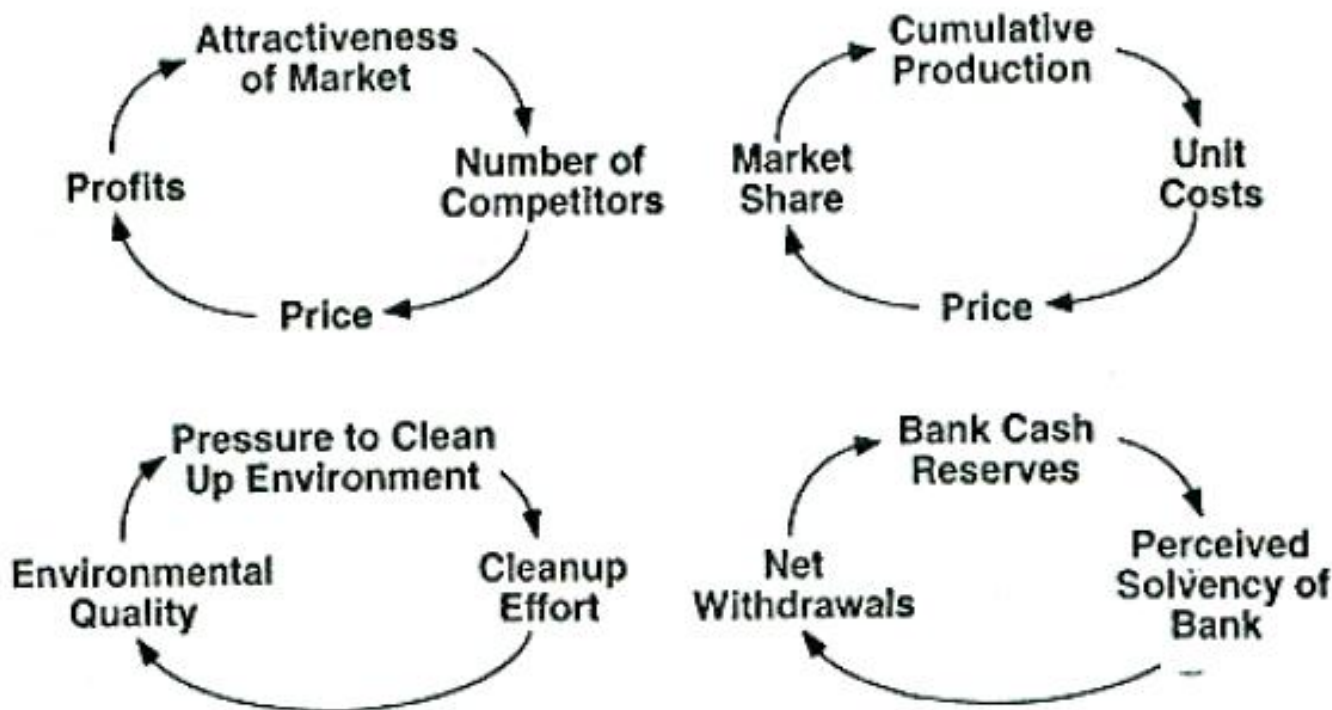 Attractiveness
of Market
Number of
Competitors
Price
Profits
Cumulative
Production
Unit
Costs
Price
Market
Share
Pressure to Clean
Up Environment
Cleanup
Effort
Environmental
Quality
Bank Cash
Reserves
Perceived
Solvency of
Bank
Net
Withdrawals